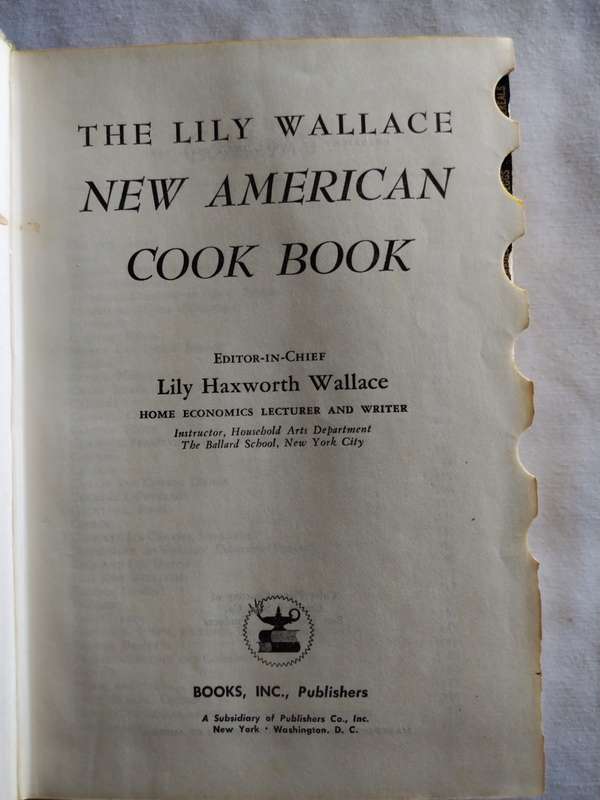 THE LILY WALLACE
NEW AMERICAN
COOK BOOK
EDITOR-IN-CHIEF
Lily Haxworth Wallace
HOME ECONOMICS LECTURER AND WRITER
Instructor, Household Arts Department
The Ballard School, New York City
BOOKS, INC., Publishers
A Subsidiary of Publishers Co., Inc.
New York · Washington, D. C.